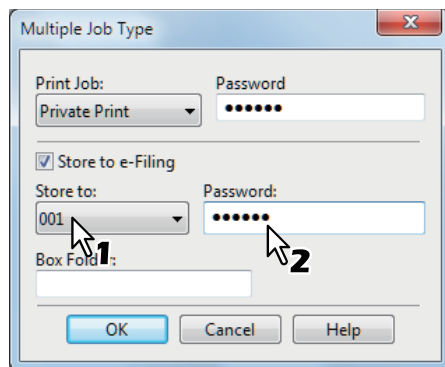 Multiple Job Type
Print Job:
Password
Private Print
••••••
Store to e-Filing
Store to:
Password:
001
••••••
1
2
Box Folder:
OK
Cancel
Help